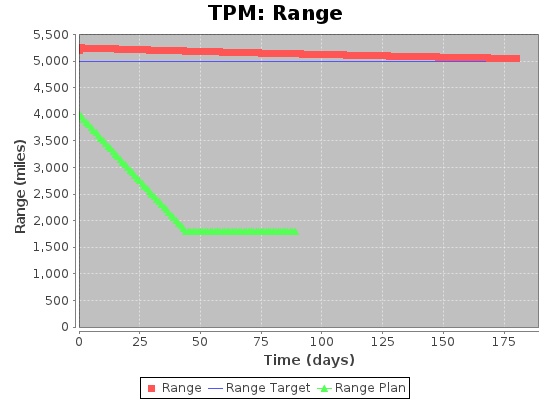 TPM: Range
5,500
5,000
4,500
4,000
3,500
3,000
2,500
2,000
1,500
1,000
500
0
Range (miles)
0 25 50 75 100 125 150 175
Time (days)
Range Range Target Range Plan